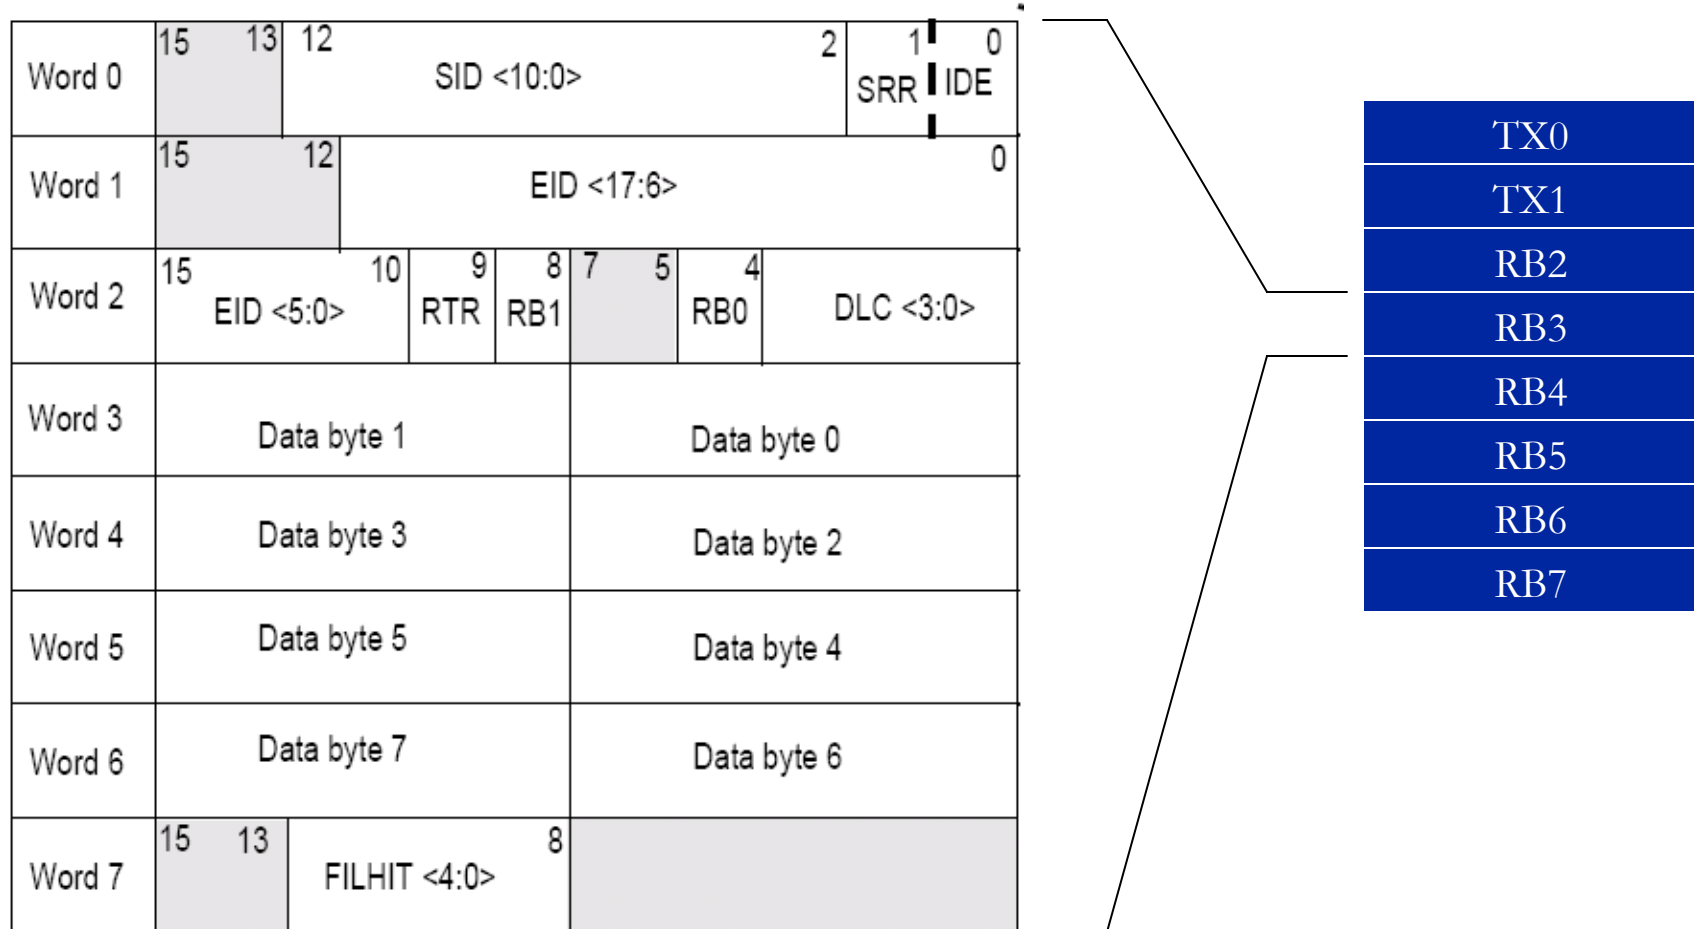 Word 0 15 13 12 SID <10:0> 2 1 SRR 0 IDE
Word 1 15 12 EID <17:6> 0
Word 2 15 EID <5:0> 10 9 RTR 8 RB1 7 5 4 RB0 DLC <3:0>
Word 3 Data byte 1 Data byte 0
Word 4 Data byte 3 Data byte 2
Word 5 Data byte 5 Data byte 4
Word 6 Data byte 7 Data byte 6
Word 7 15 13 FILHIT <4:0> 8
TX0
TX1
RB2
RB3
RB4
RB5
RB6
RB7